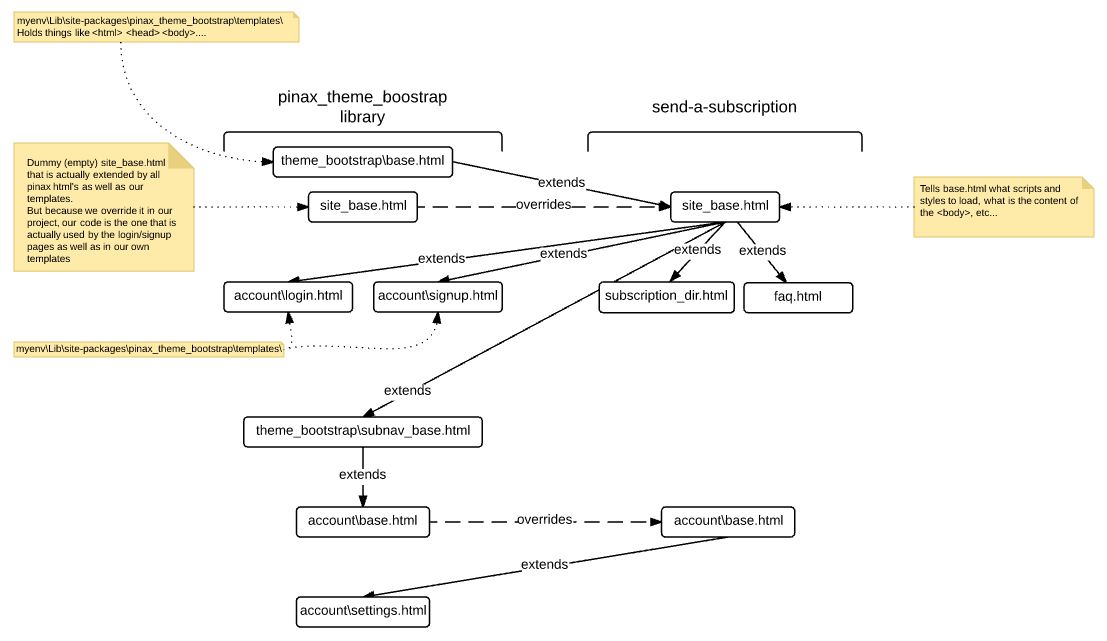 myenv\Lib\site-packages\pinax_theme_bootstrap\templates\
Holds things like <html> <head> <body>....
pinax_theme_boostrap
library
send-a-subscription
theme_bootstrap\base.html
extends
Dummy (empty) site_base.html
that is actually extended by all
pinax html's as well as our
templates.
But because we override it in our
project, our code is the one that is
actually used by the login/signup
pages as well as in our own
templates
site_base.html
overrides
site_base.html
Tells base.html what scripts and
styles to load, what is the content of
the <body>, etc...
extends
extends
extends
extends
account\login.html
account\signup.html
subscription_dir.html
faq.html
myenv\Lib\site-packages\pinax_theme_bootstrap\templates\
extends
theme_bootstrap\subnav_base.html
extends
account\base.html
overrides
account\base.html
extends
account\settings.html